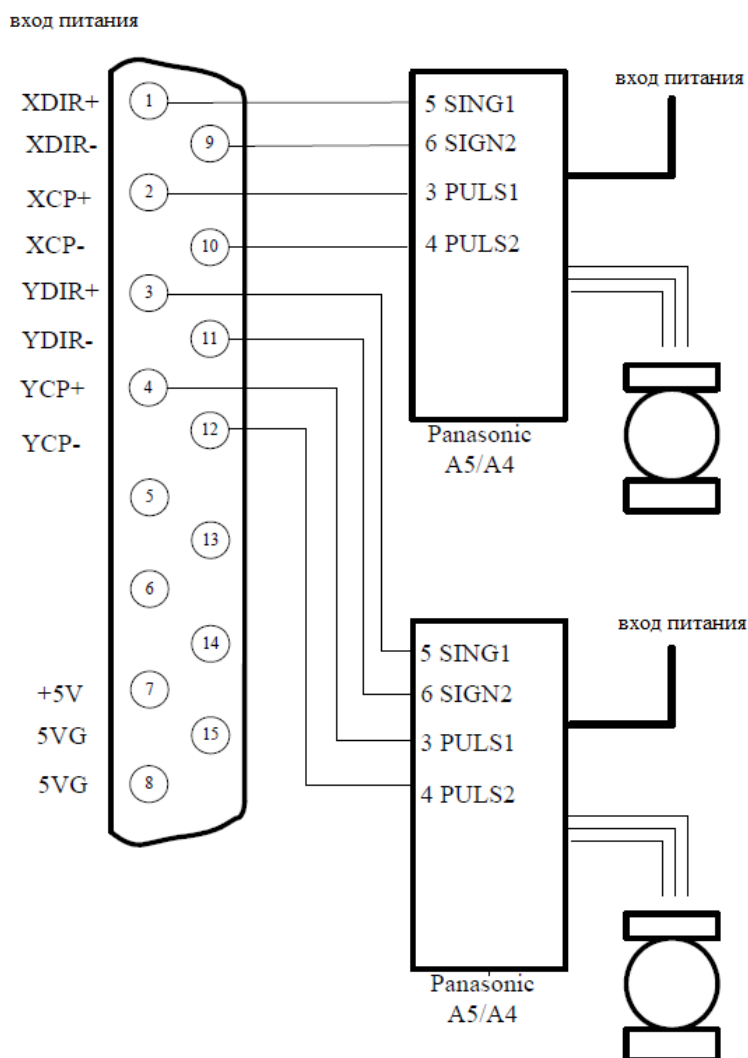 вход питания
XDIR+
1
XDIR-
9
XCP+
2
XCP-
10
YDIR+
3
YDIR-
11
YCP+
4
YCP-
12
5
13
6
14
+5V
7
5VG
15
5VG
8
5 SING1
6 SIGN2
3 PULS1
4 PULS2
Panasonic
A5/A4
вход питания
5 SING1
6 SIGN2
3 PULS1
4 PULS2
Panasonic
A5/A4
вход питания